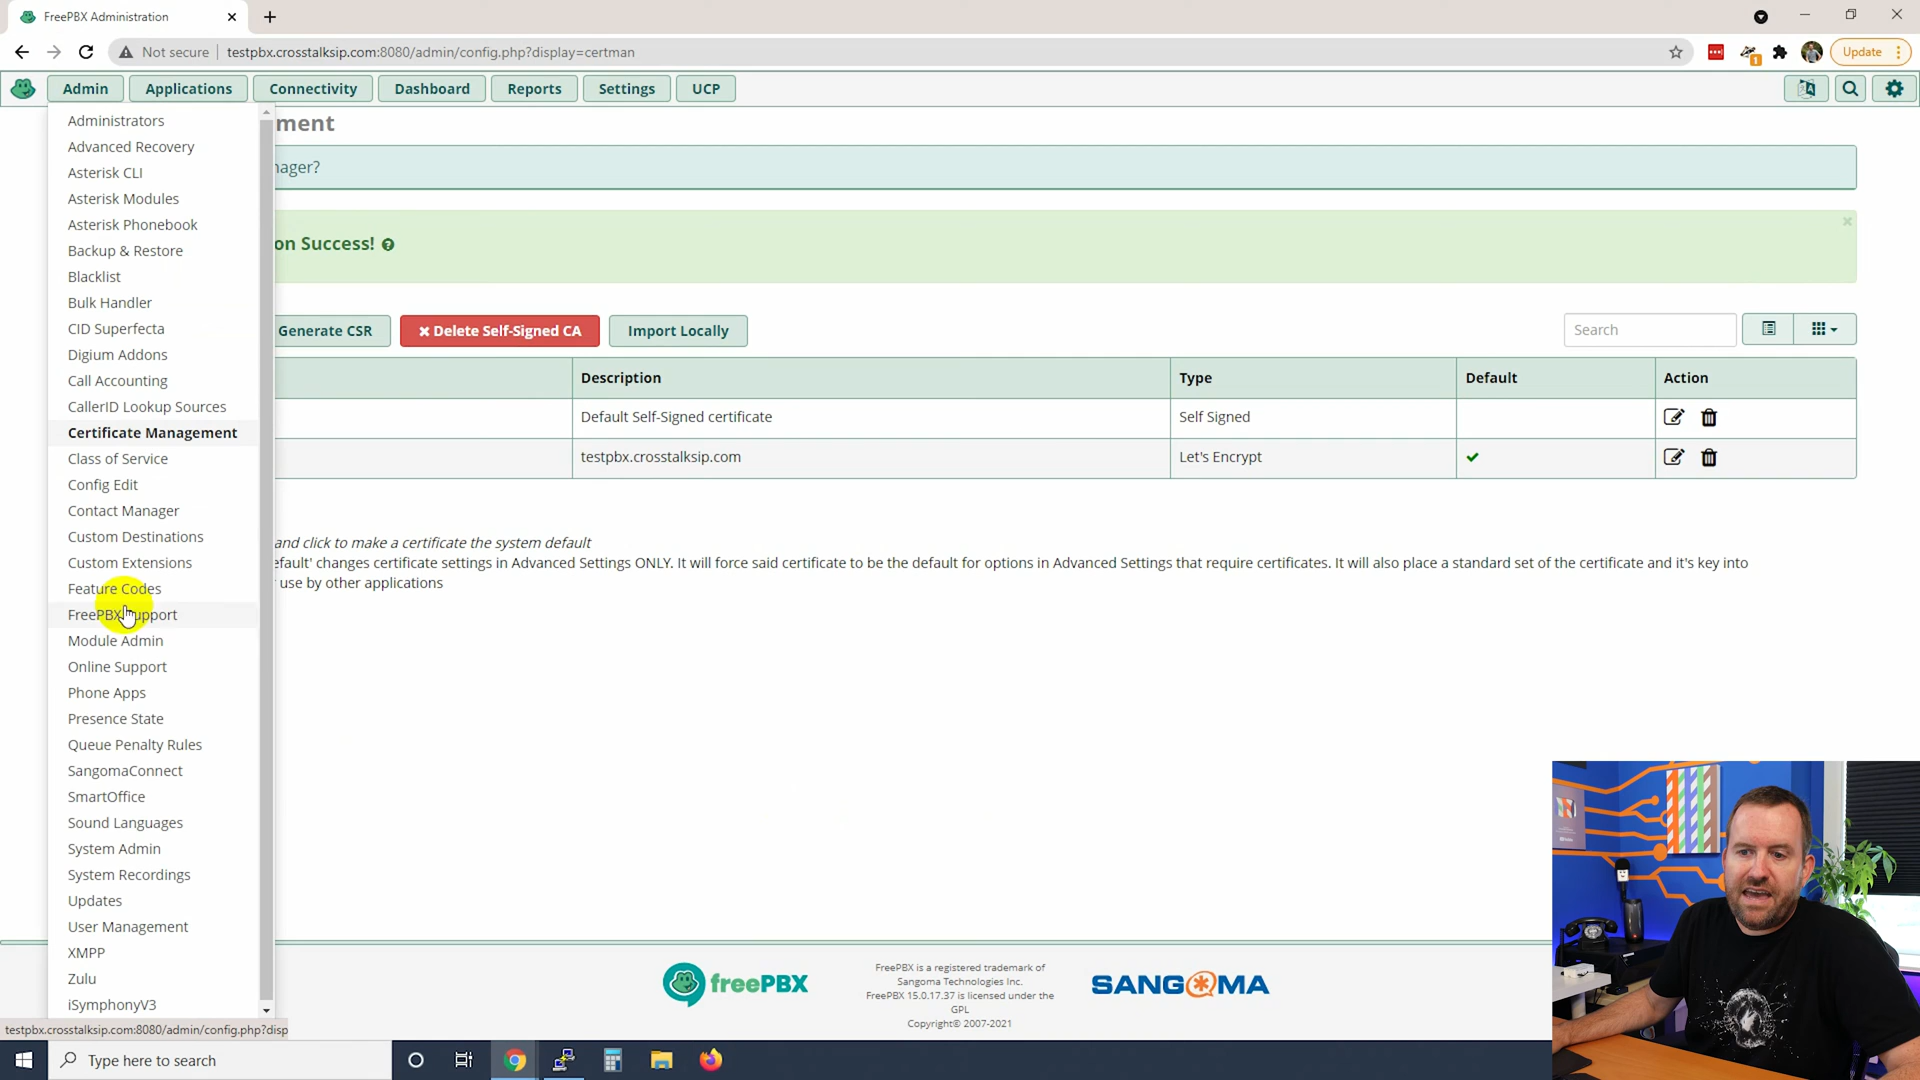 FreePBX Administration
Not secure
testpbx.crosstalksip.com:8080/admin/config.php?display=certman
1
Update
Admin
Applications
Connectivity
Dashboard
Reports
Settings
UCP
Administrators
Advanced Recovery
Asterisk CLI
Asterisk Modules
Asterisk Phonebook
Backup & Restore
Blacklist
Bulk Handler
CID Superfecta
Digium Addons
Call Accounting
CallerID Lookup Sources
Certificate Management
Class of Service
Config Edit
Contact Manager
Custom Destinations
Custom Extensions
Feature Codes
FreePBX Support
Module Admin
Online Support
Phone Apps
Presence State
Queue Penalty Rules
SangomaConnect
SmartOffice
Sound Languages
System Admin
System Recordings
Updates
User Management
XMPP
Zulu
iSymphonyV3
ment
nager?
on Success!
Generate CSR
Delete Self-Signed CA
Import Locally
Search
Description
Type
Default
Action
Default Self-Signed certificate
Self Signed
testpbx.crosstalksip.com
Let's Encrypt
and click to make a certificate the system default
efault' changes certificate settings in Advanced Settings ONLY. It will force said certificate to be the default for options in Advanced Settings that require certificates. It will also place a standard set of the certificate and it's key into
use by other applications
freePBX
FreePBX is a registered trademark of
Sangoma Technologies Inc.
FreePBX 15.0.17.37 is licensed under the
GPL
Copyright© 2007-2021
SANGOMA
testpbx.crosstalksip.com:8080/admin/config.php?disp
Type here to search